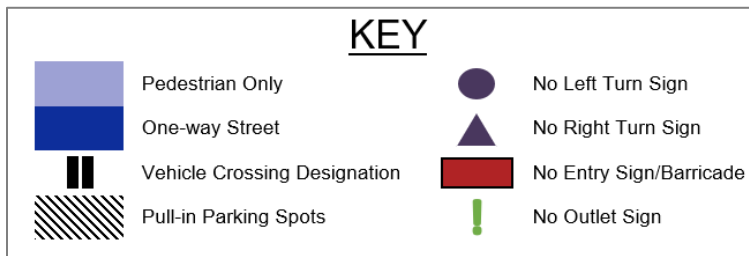 KEY
Pedestrian Only
No Left Turn Sign
One-way Street
No Right Turn Sign
Vehicle Crossing Designation
No Entry Sign/Barricade
Pull-in Parking Spots
No Outlet Sign